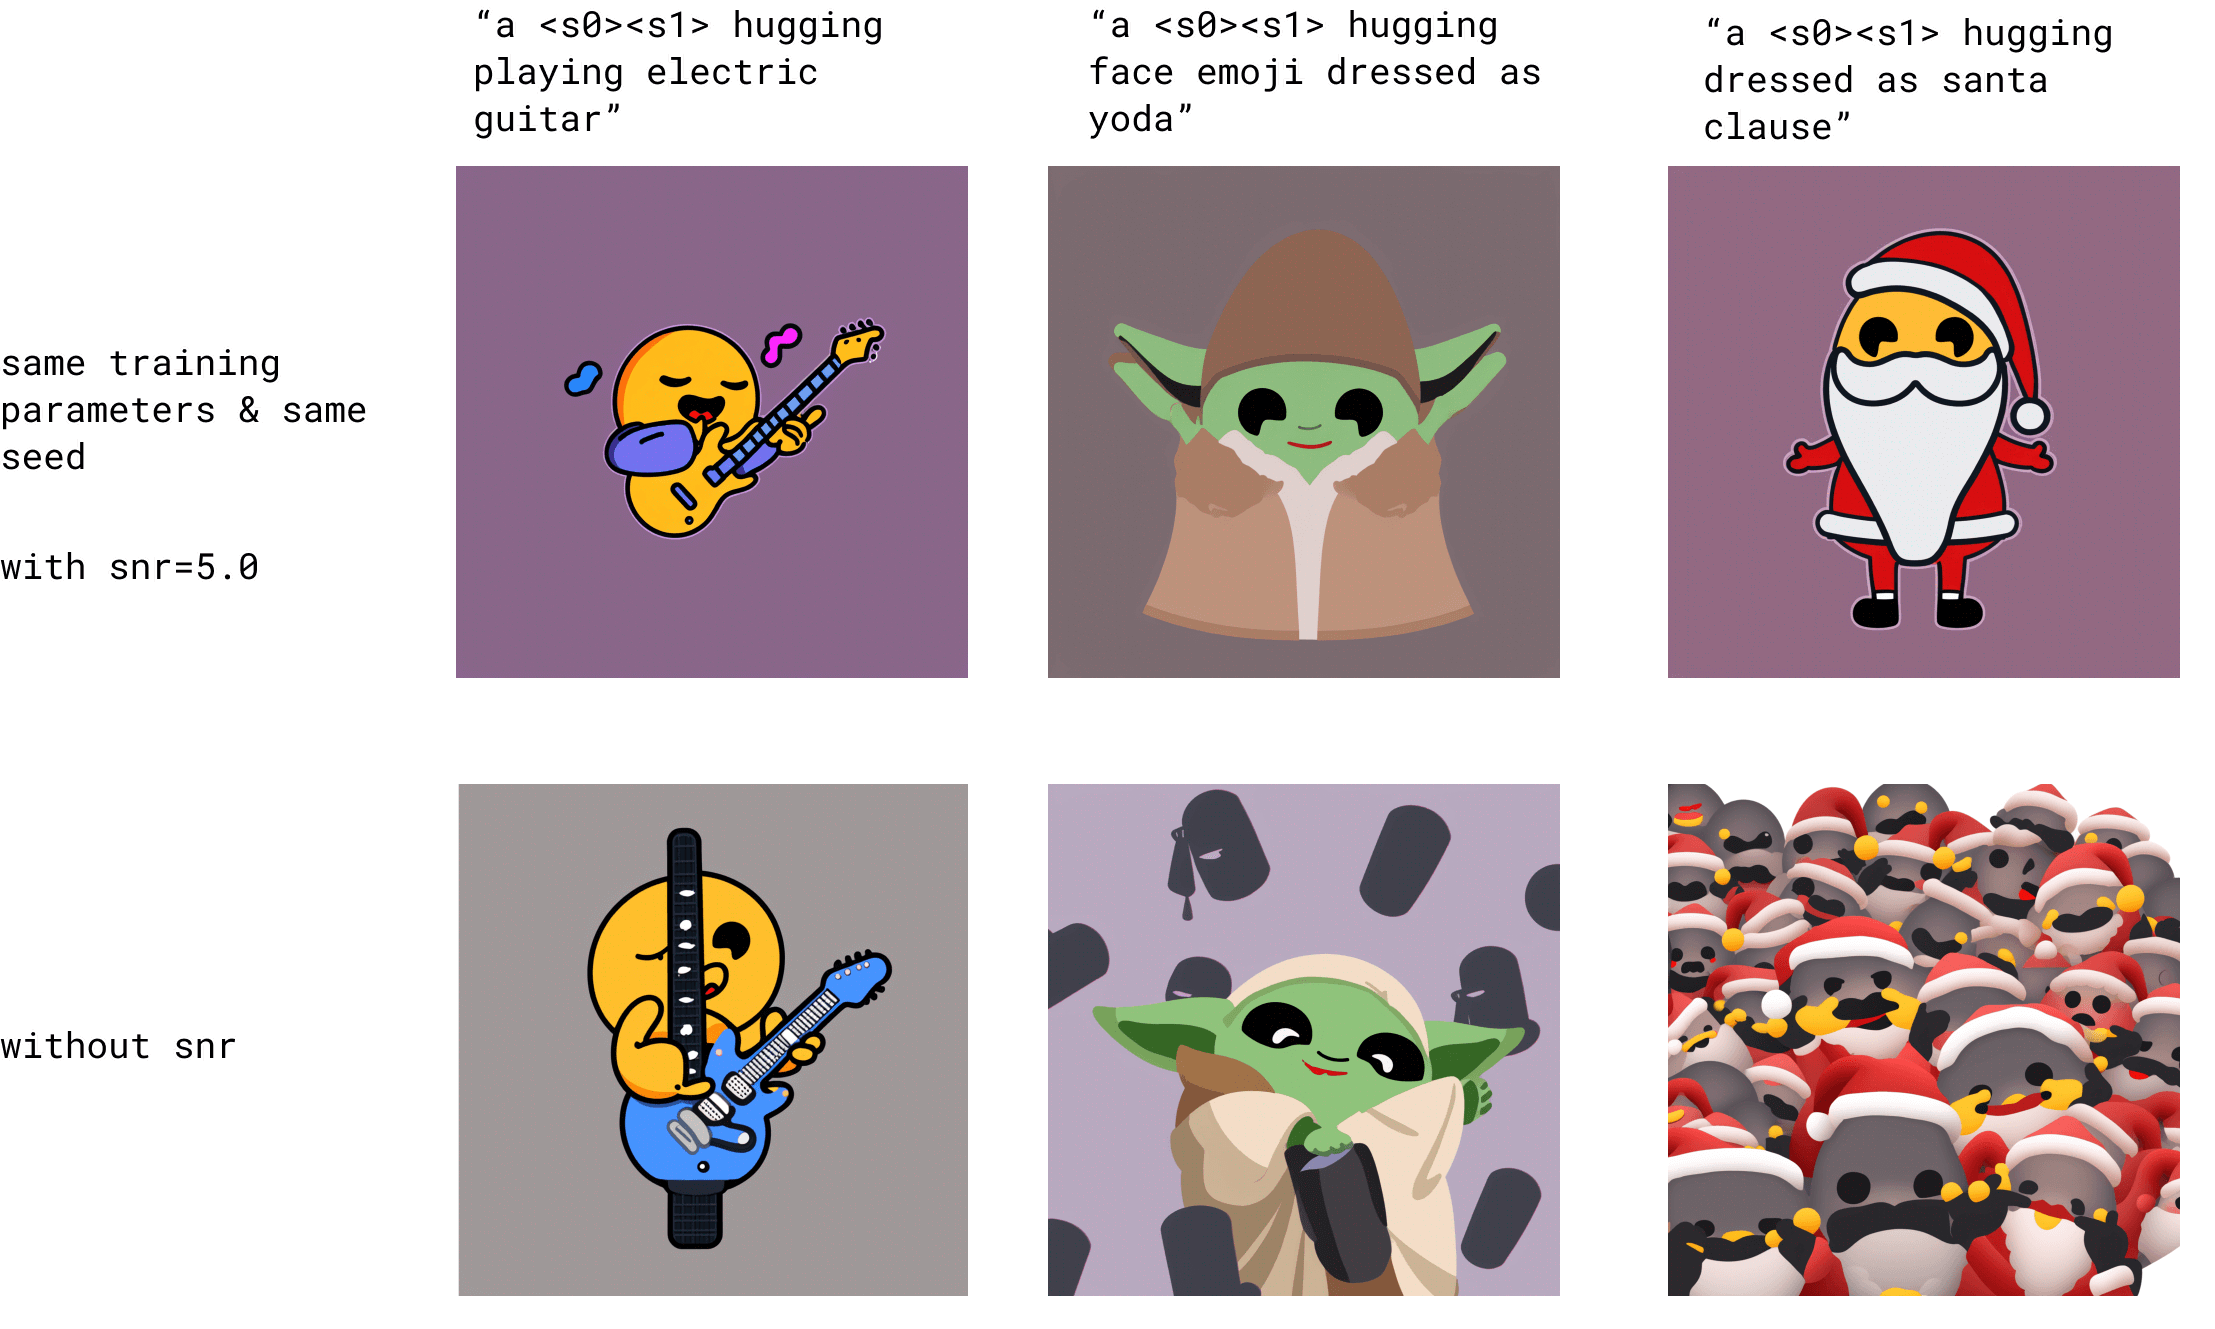 “a <s0><s1> hugging
playing electric
guitar”
“a <s0><s1> hugging
face emoji dressed as
yoda”
“a <s0><s1> hugging
dressed as santa
clause”
same training
parameters & same
seed
with snr=5.0
without snr